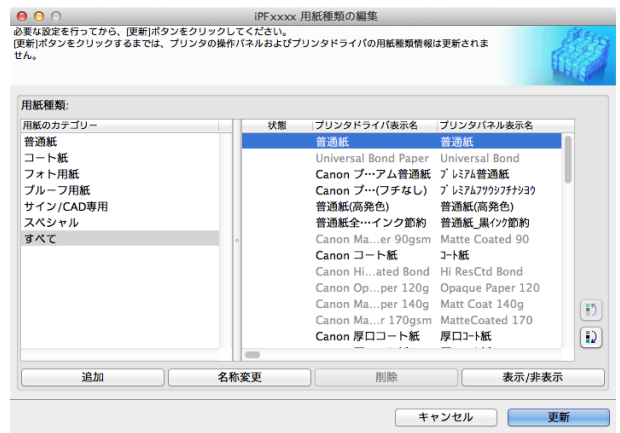 iPFxxxx 用紙種類の編集
必要な設定を行ってから、[更新]ボタンをクリックしてください。
[更新]ボタンをクリックするまでは、プリンタの操作パネルおよびプリンタドライバの用紙種類情報は更新されま
せん。
用紙種類:
用紙のカテゴリー 状態 プリンタドライバ表示名 プリンタパネル表示名
普通紙 普通紙 普通紙
コート紙 Universal Bond Paper Universal Bond
フォト用紙 Canon プ…アム普通紙 プレミアム普通紙
プルーフ用紙 Canon プ…(フチなし) プレミアムフツウシフチナシヨウ
サイン/CAD専用 普通紙(高発色) 普通紙(高発色)
スペシャル 普通紙全…インク節約 普通紙_黒インク節約
すべて Canon Ma…er 90gsm Matte Coated 90
Canon コート紙 コート紙
Canon Hi…ated Bond Hi ResCtd Bond
Canon Op…per 120g Opaque Paper 120
Canon Ma…per 140g Matt Coat 140g
Canon Ma…r 170gsm MatteCoated 170
Canon 厚口コート紙 厚口コート紙
追加 名称変更 削除 表示/非表示
キャンセル 更新